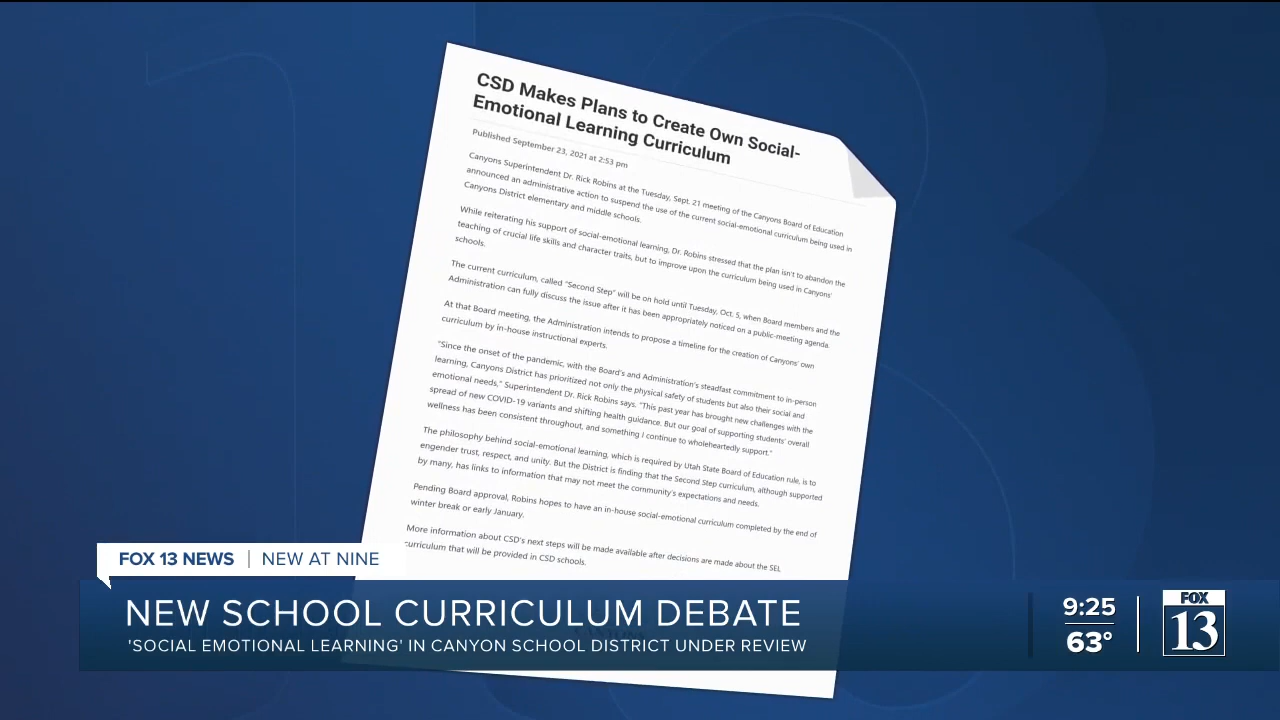 CSD Makes Plans to Create Own Social-
Emotional Learning Curriculum
Published September 23, 2021 at 2:53 pm
Canyons Superintendent Dr. Rick Robins at the Tuesday, Sept. 21 meeting of the Canyons Board of Education
announced an administrative action to suspend the use of the current social-emotional curriculum being used in
Canyons District elementary and middle schools.
While reiterating his support of social-emotional learning, Dr. Robins stressed that the plan isn't to abandon the
teaching of crucial life skills and character traits, but to improve upon the curriculum being used in Canyons'
schools.
The current curriculum, called "Second Step" will be on hold until Tuesday, Oct. 5, when Board members and the
Administration can fully discuss the issue after it has been appropriately noticed on a public-meeting agenda.
At that Board meeting, the Administration intends to propose a timeline for the creation of Canyons' own
curriculum by in-house instructional experts.
"Since the onset of the pandemic, with the Board's and Administration's steadfast commitment to in-person
learning, Canyons District has prioritized not only the physical safety of students but also their social and
emotional needs," Superintendent Dr. Rick Robins says. "This past year has brought new challenges with the
spread of new COVID-19 variants and shifting health guidance. But our goal of supporting students' overall
wellness has been consistent throughout, and something I continue to wholeheartedly support."
The philosophy behind social-emotional learning, which is required by Utah State Board of Education rule, is to
engender trust, respect, and unity. But the District is finding that the Second Step curriculum, although supported
by many, has links to information that may not meet the community's expectations and needs.
Pending Board approval, Robins hopes to have an in-house social-emotional curriculum completed by the end of
winter break or early January.
More information about CSD's next steps will be made available after decisions are made about the SEL
curriculum that will be provided in CSD schools.
FOX 13 NEWS | NEW AT NINE
NEW SCHOOL CURRICULUM DEBATE
'SOCIAL EMOTIONAL LEARNING' IN CANYON SCHOOL DISTRICT UNDER REVIEW
9:25
63°
FOX
13